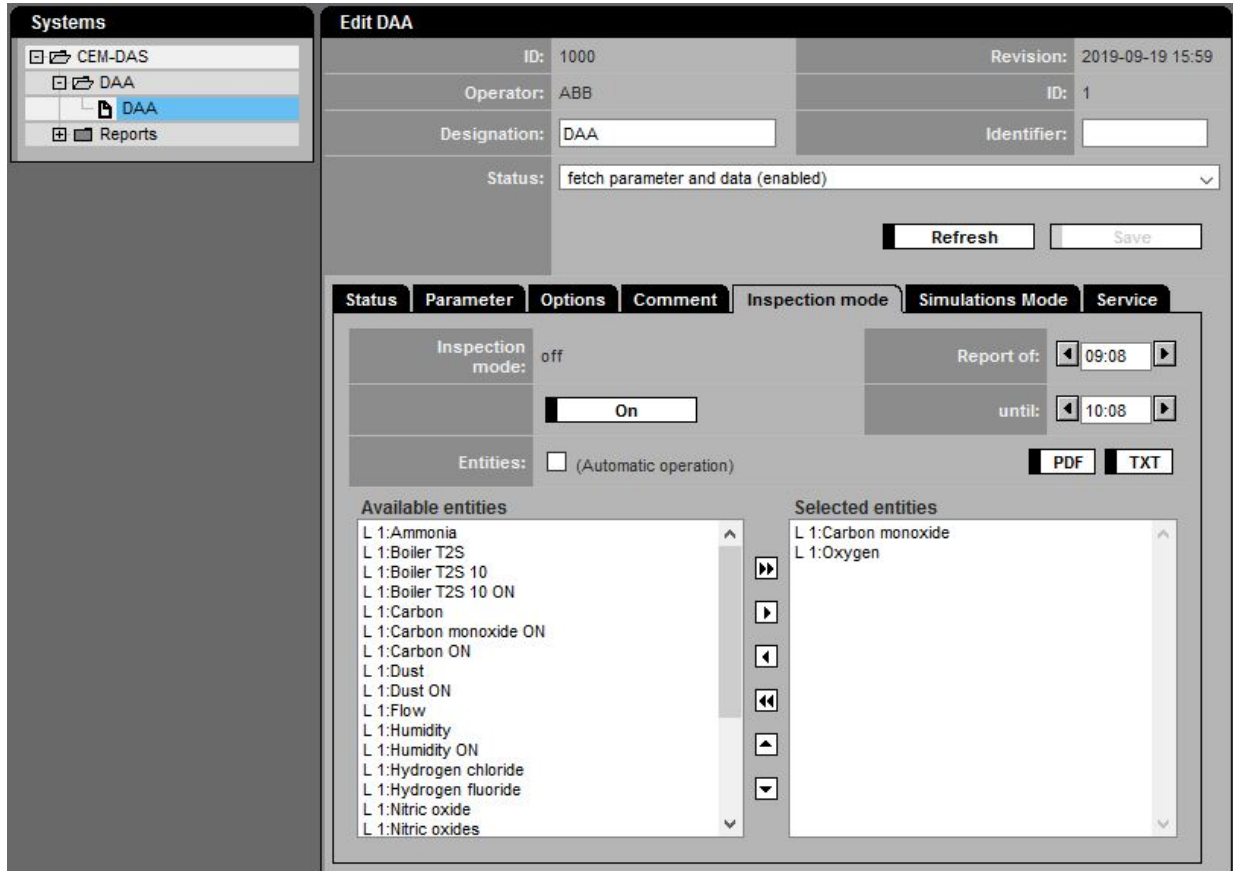 Systems
CEM-DAS
DAA
DAA
Reports
Edit DAA
ID: 1000 Revision: 2019-09-19 15:59
Operator: ABB ID: 1
Designation: DAA Identifier:
Status: fetch parameter and data (enabled)
Refresh Save
Status Parameter Options Comment Inspection mode Simulations Mode Service
Inspection
mode: off Report of: 09:08
On until: 10:08
Entities: (Automatic operation) PDF TXT
Available entities
L 1:Ammonia
L 1:Boiler T2S
L 1:Boiler T2S 10
L 1:Boiler T2S 10 ON
L 1:Carbon
L 1:Carbon monoxide ON
L 1:Carbon ON
L 1:Dust
L 1:Dust ON
L 1:Flow
L 1:Humidity
L 1:Humidity ON
L 1:Hydrogen chloride
L 1:Hydrogen fluoride
L 1:Nitric oxide
L 1:Nitric oxides
Selected entities
L 1:Carbon monoxide
L 1:Oxygen